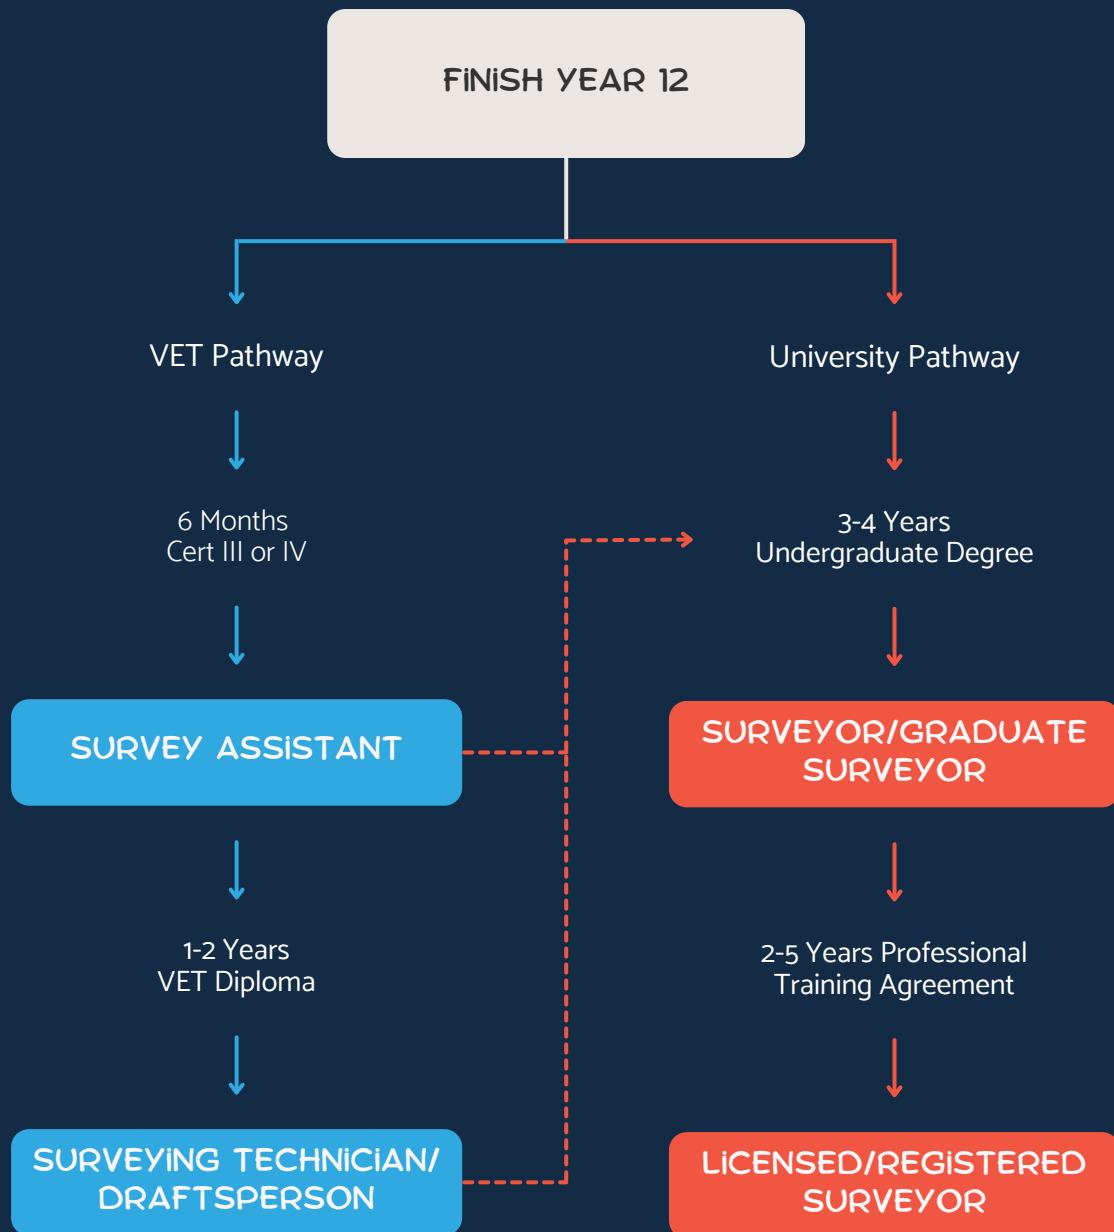 FINISH YEAR 12
VET Pathway
University Pathway
6 Months
Cert III or IV
3-4 Years
Undergraduate Degree
SURVEY ASSISTANT
SURVEYOR/GRADUATE
SURVEYOR
1-2 Years
VET Diploma
2-5 Years Professional
Training Agreement
SURVEYING TECHNICIAN/
DRAFTSPERSON
LICENSED/REGISTERED
SURVEYOR